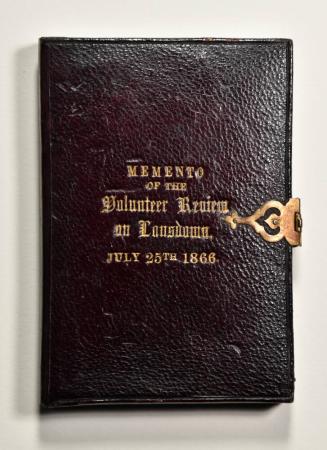 MEMENTO
OF THE
Volunteer Review
on Lansdown,
JULY 25TH 1866